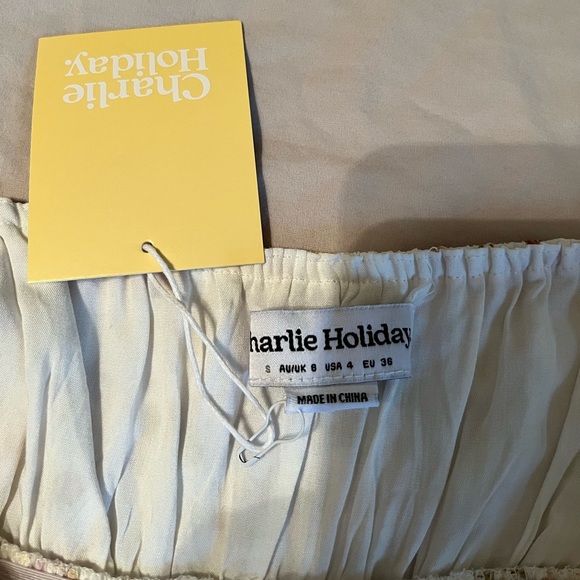 Charlie
Holiday.
harlie Holiday
S AU/UK 8 USA 4 EU 36
MADE IN CHINA